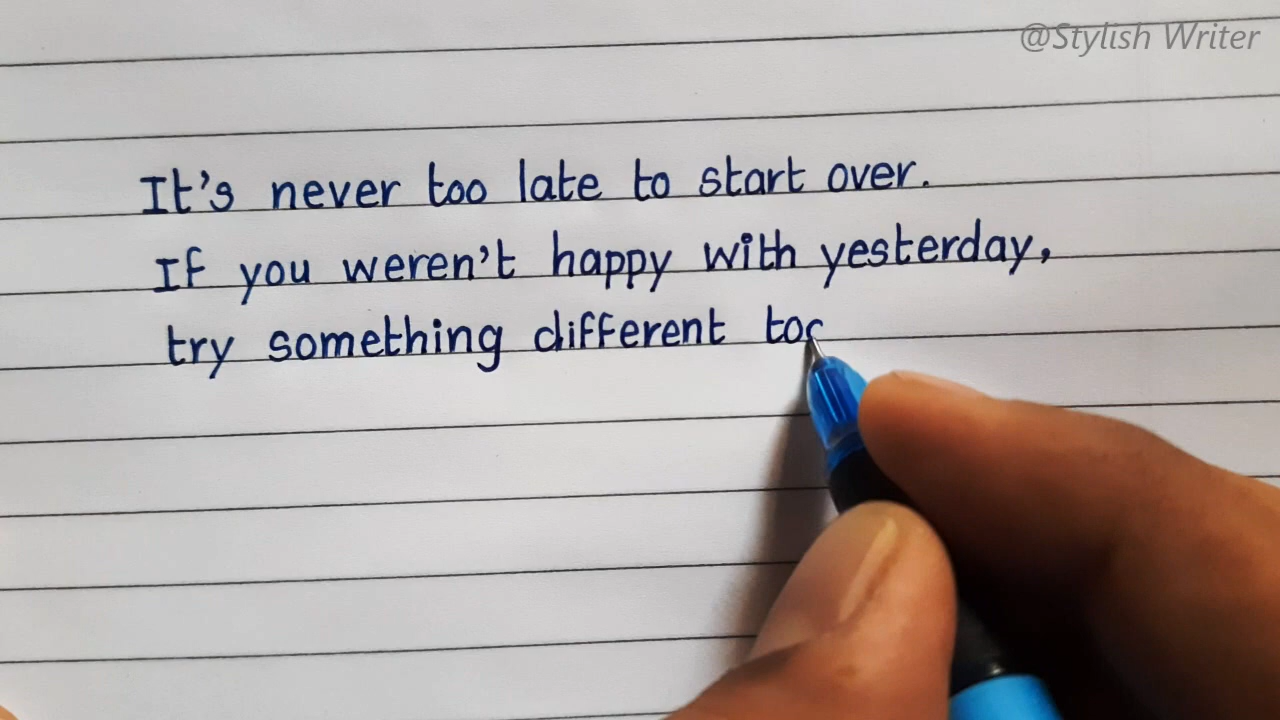 @Stylish Writer
It's never too late to start over.
If you weren't happy with yesterday,
try something different